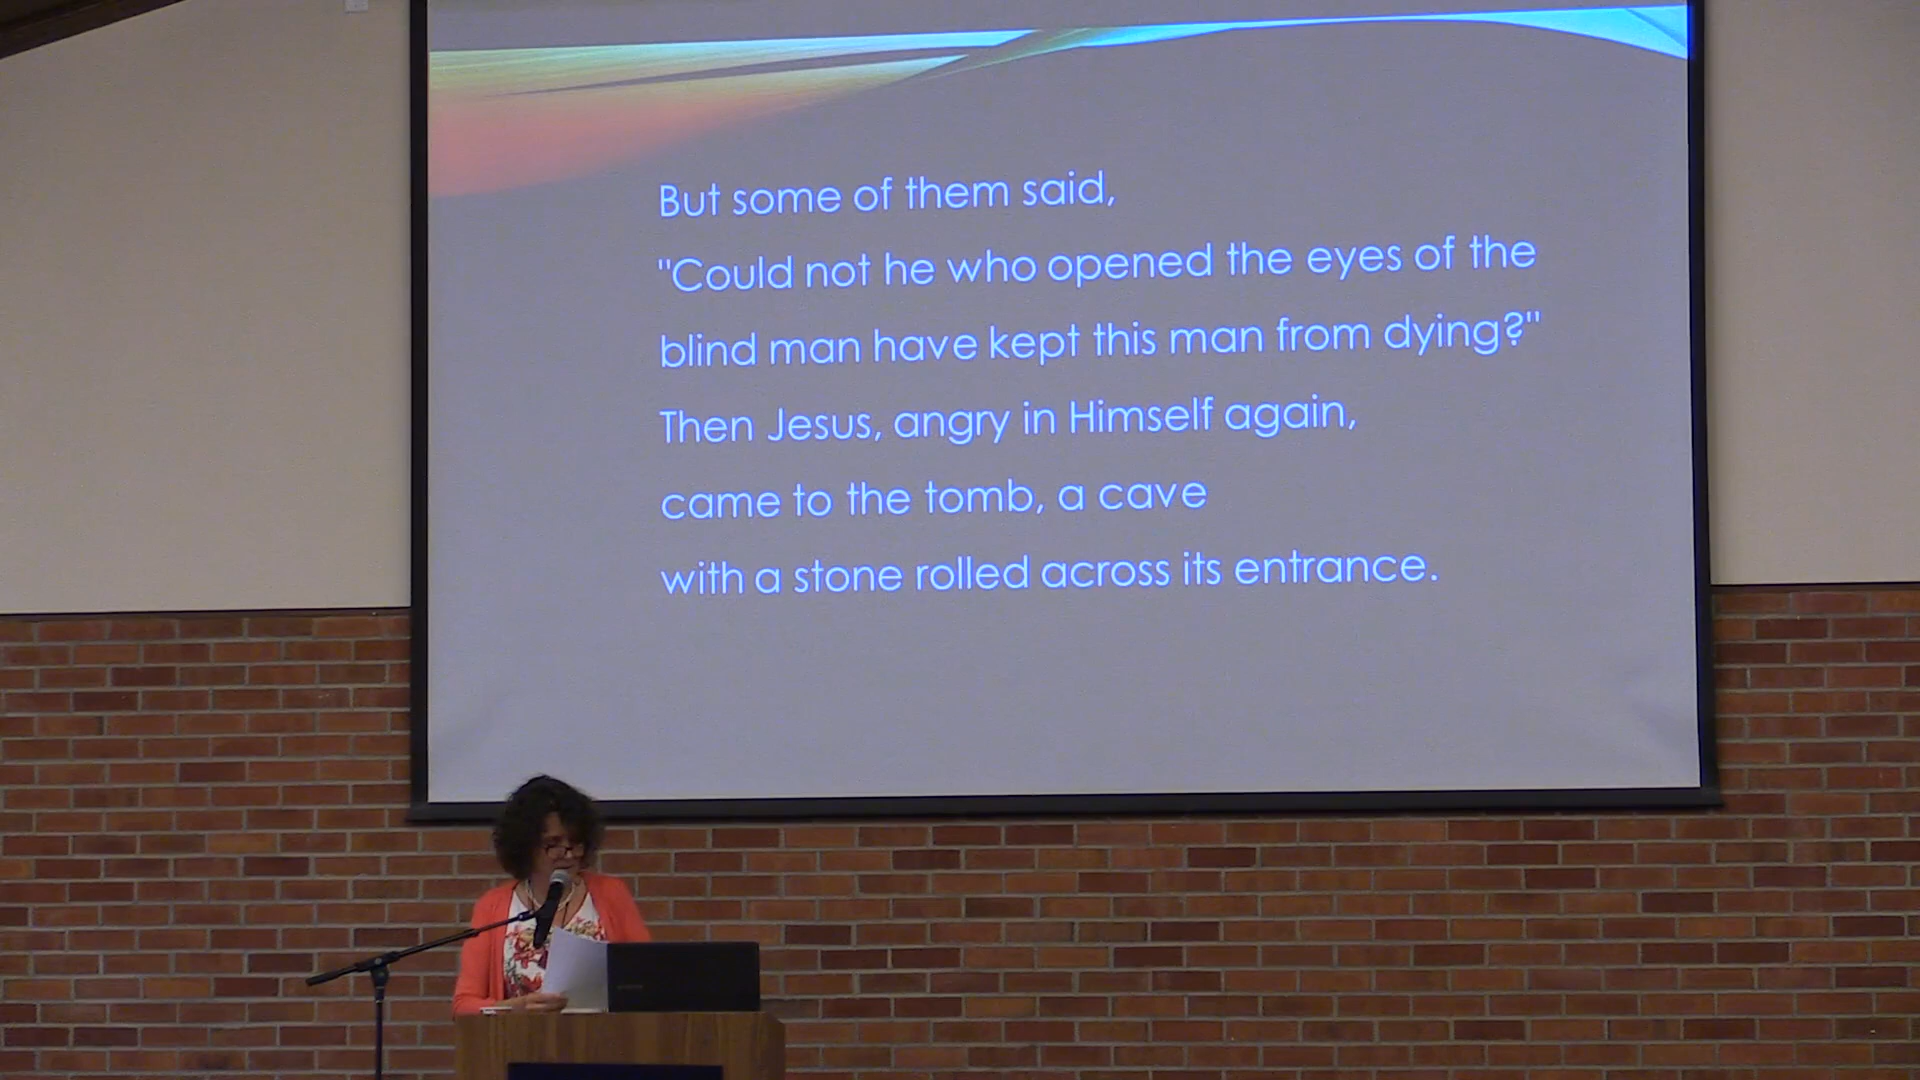 But some of them said,
"Could not he who opened the eyes of the
blind man have kept this man from dying?"
Then Jesus, angry in Himself again,
came to the tomb, a cave
with a stone rolled across its entrance.